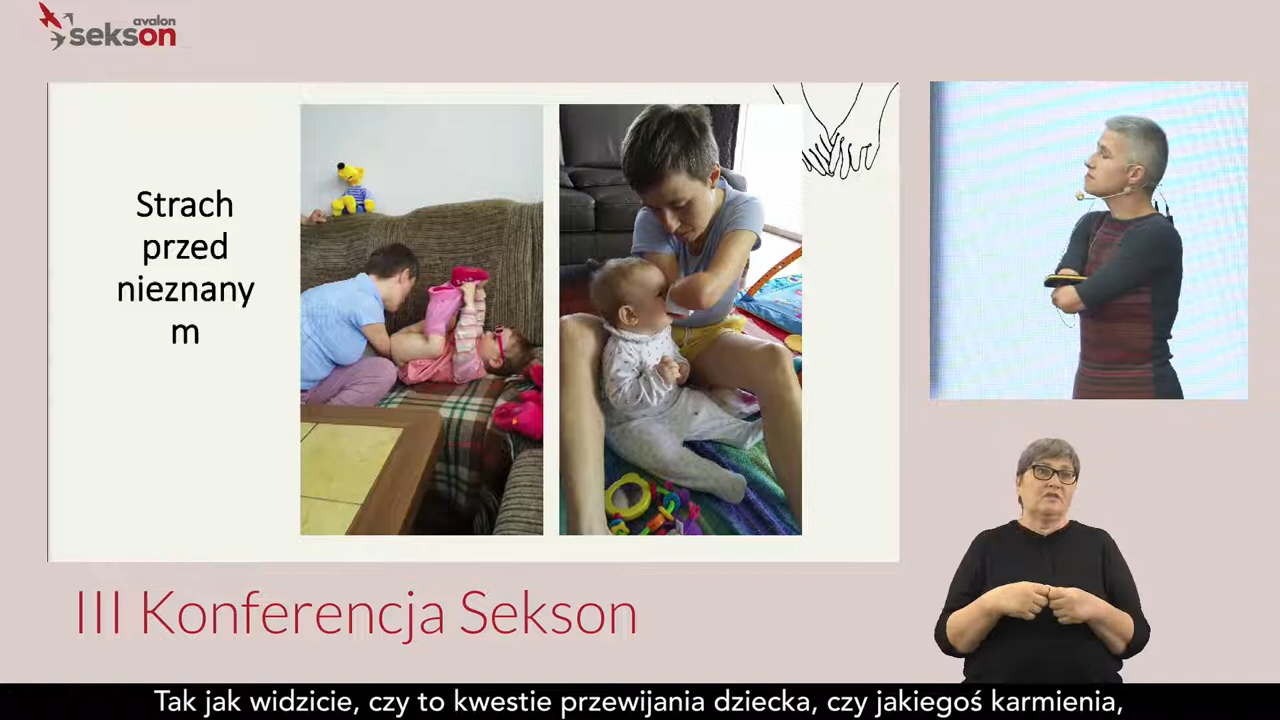 avalon
sekson
Strach
przed
nieznany
m
III Konferencja Sekson
Tak jak widzicie, czy to kwestie przewijania dziecka, czy jakiegoś karmienia,